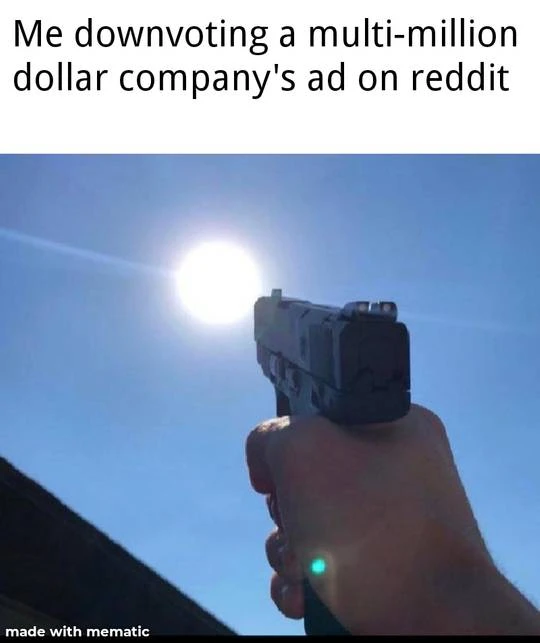 Me downvoting a multi-million
dollar company's ad on reddit
made with mematic